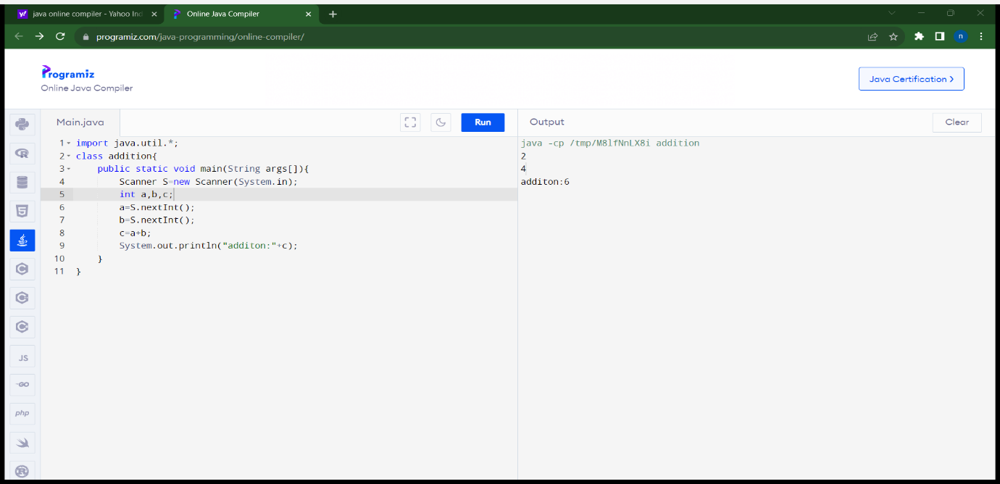 java online compiler - Yahoo Inc
Online Java Compiler
programiz.com/java-programming/online-compiler/
n
Programiz
Online Java Compiler
Java Certification >
Main.java
Run
Output
Clear
1 import java.util.*;
2 class addition{
3 public static void main(String args[]){
4 Scanner S=new Scanner(System.in);
5 int a,b,c;
6 a=S.nextInt();
7 b=S.nextInt();
8 c=a+b;
9 System.out.println("additon:"+c);
10 }
11 }
java -cp /tmp/M8lfNnLX8i addition
2
4
additon:6
JS
GO
php